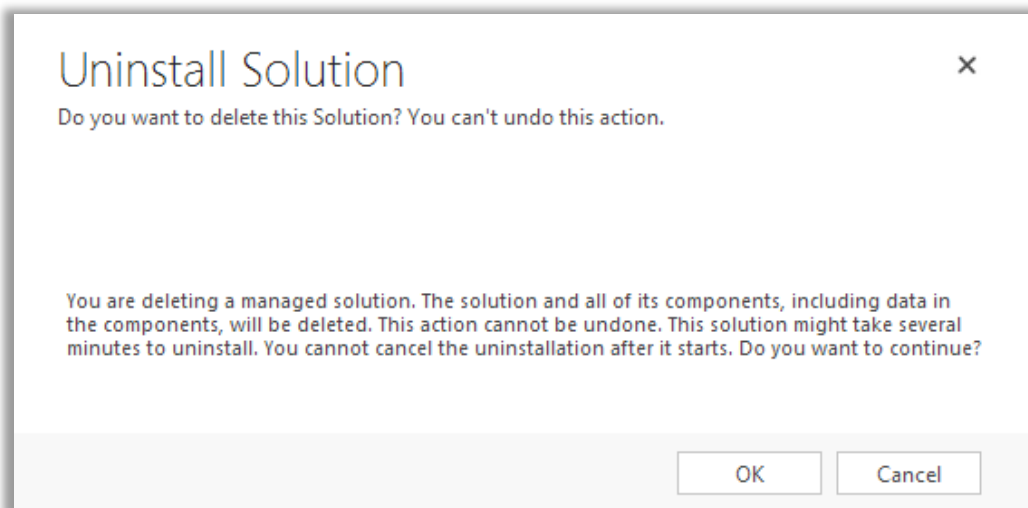 Uninstall Solution
Do you want to delete this Solution? You can't undo this action.
You are deleting a managed solution. The solution and all of its components, including data in
the components, will be deleted. This action cannot be undone. This solution might take several
minutes to uninstall. You cannot cancel the uninstallation after it starts. Do you want to continue?
OK
Cancel